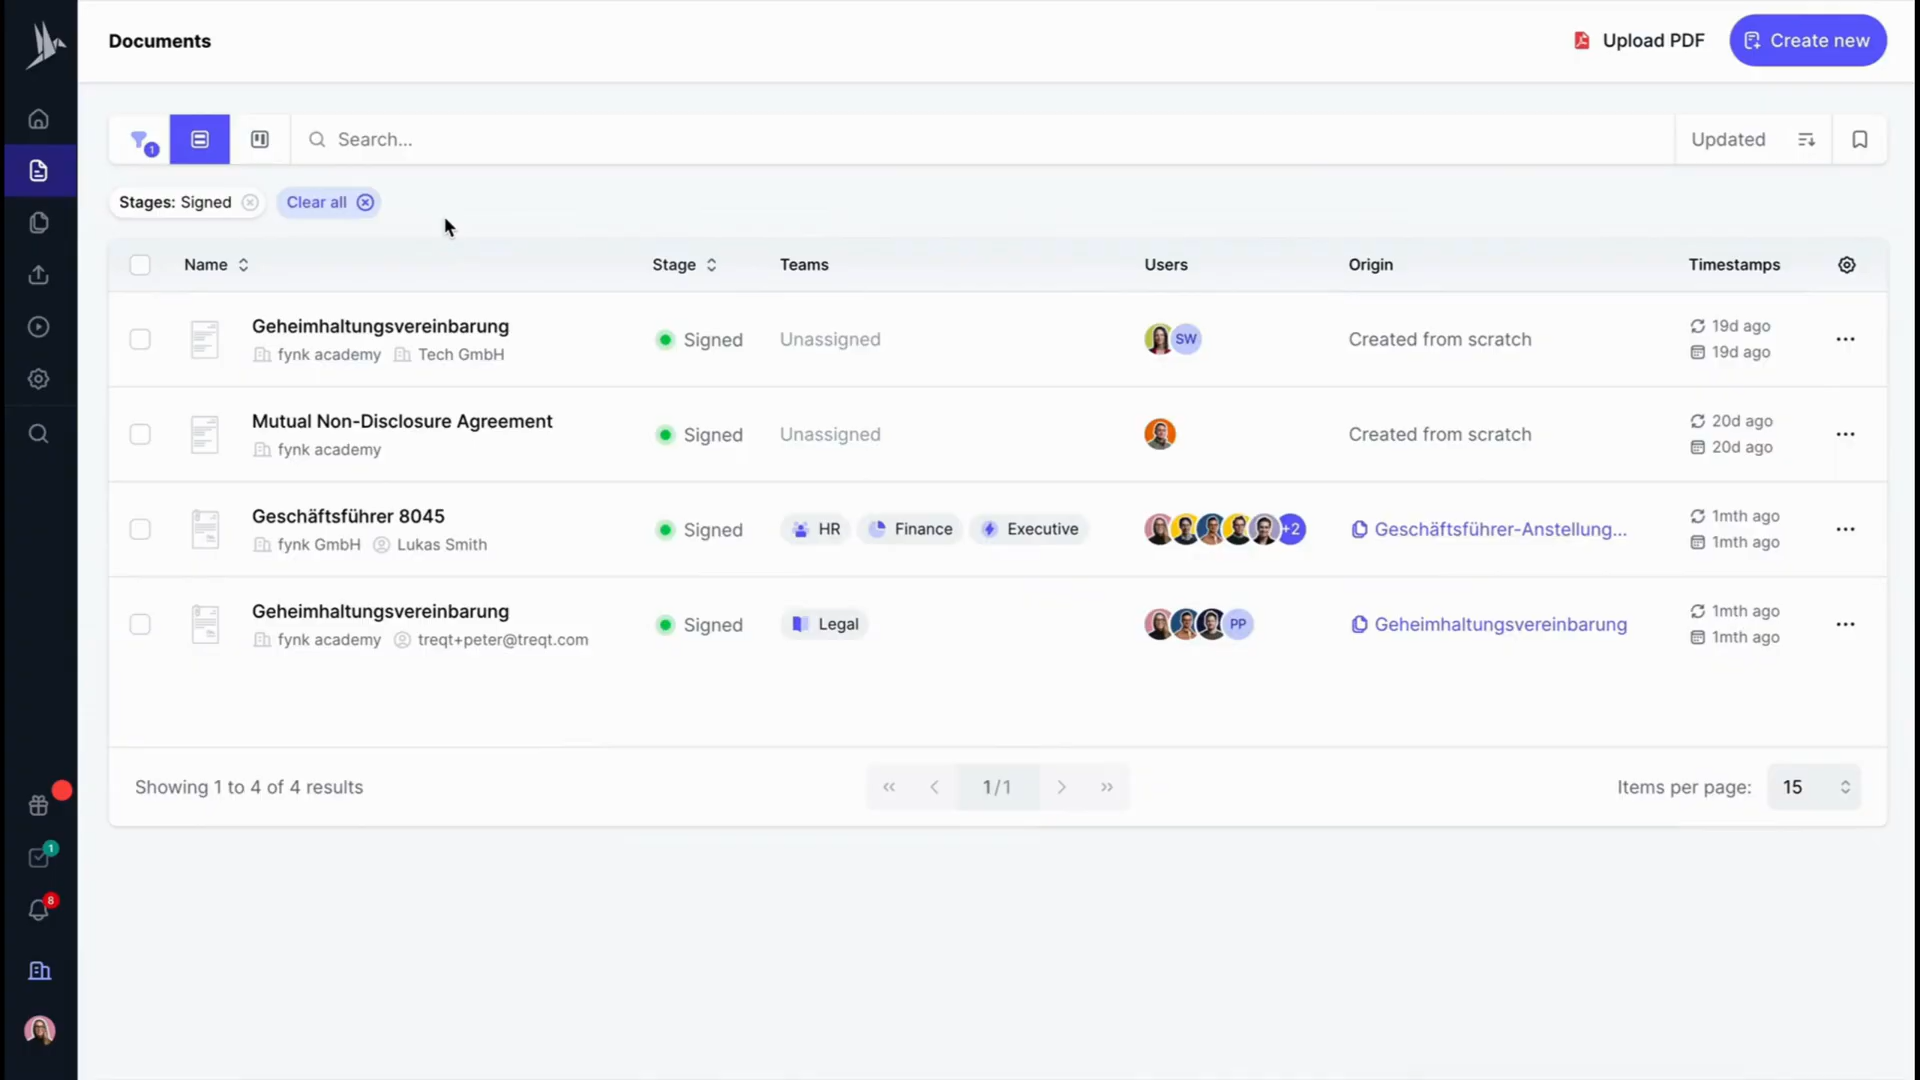 Documents
Upload PDF
Create new
1
Search...
Updated
Stages: Signed
Clear all
Name
Stage
Teams
Users
Origin
Timestamps
Geheimhaltungsvereinbarung
fynk academy
Tech GmbH
Signed
Unassigned
SW
Created from scratch
19d ago
19d ago
Mutual Non-Disclosure Agreement
fynk academy
Signed
Unassigned
Created from scratch
20d ago
20d ago
Geschäftsführer 8045
fynk GmbH
Lukas Smith
Signed
HR
Finance
Executive
+2
Geschäftsführer-Anstellung...
1mth ago
1mth ago
Geheimhaltungsvereinbarung
fynk academy
treqt+peter@treqt.com
Signed
Legal
PP
Geheimhaltungsvereinbarung
1mth ago
1mth ago
Showing 1 to 4 of 4 results
1/1
Items per page:
15
1
8